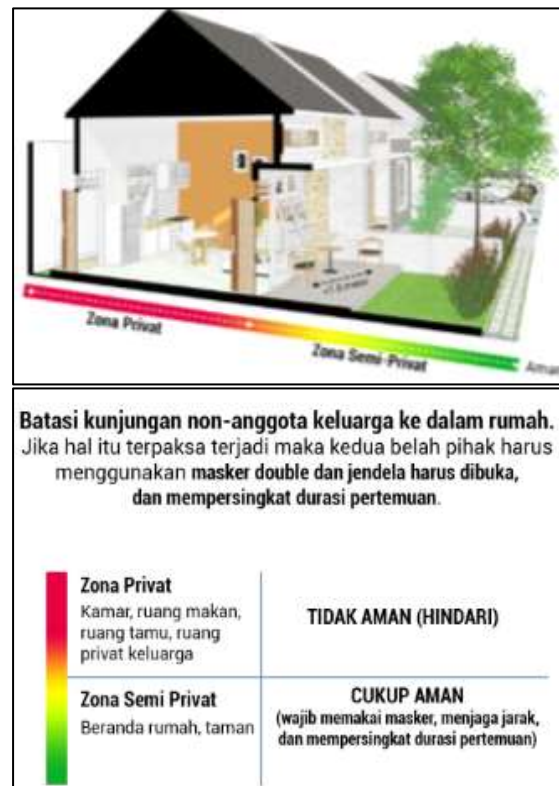 Zona Privat
Zona Semi-Privat
Aman
Batasi kunjungan non-anggota keluarga ke dalam rumah.
Jika hal itu terpaksa terjadi maka kedua belah pihak harus
menggunakan masker double dan jendela harus dibuka,
dan mempersingkat durasi pertemuan.
Zona Privat
Kamar, ruang makan,
ruang tamu, ruang
privat keluarga
TIDAK AMAN (HINDARI)
Zona Semi Privat
Beranda rumah, taman
CUKUP AMAN
(wajib memakai masker, menjaga jarak,
dan mempersingkat durasi pertemuan)